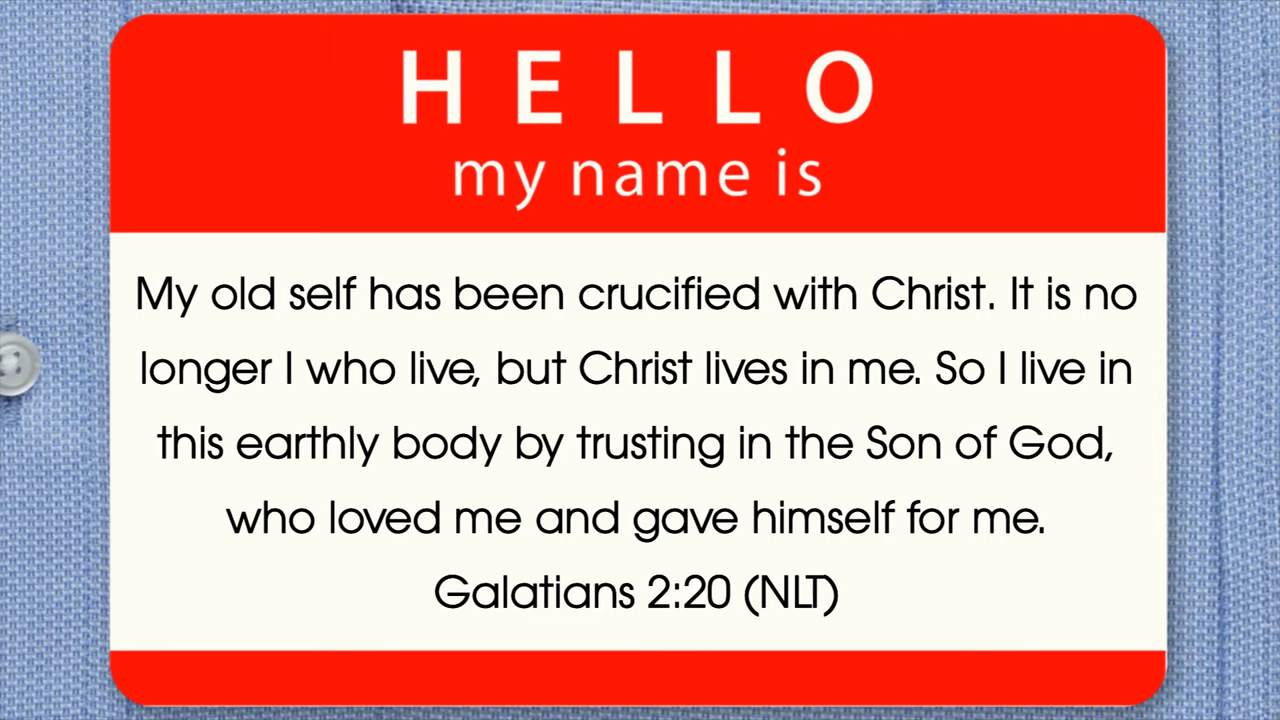 HELLO
my name is
My old self has been crucified with Christ. It is no
longer I who live, but Christ lives in me. So I live in
this earthly body by trusting in the Son of God,
who loved me and gave himself for me.
Galatians 2:20 (NLT)